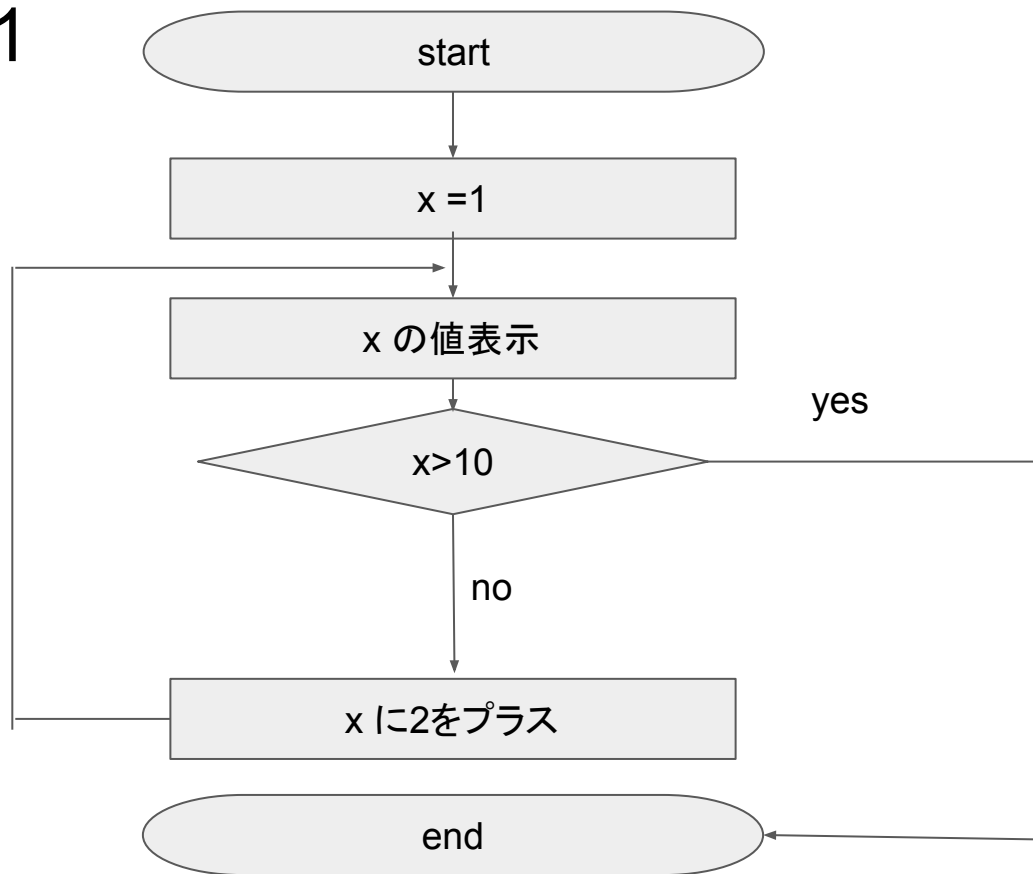 1
start
x =1
x の値表示
yes
x>10
no
x に2をプラス
end